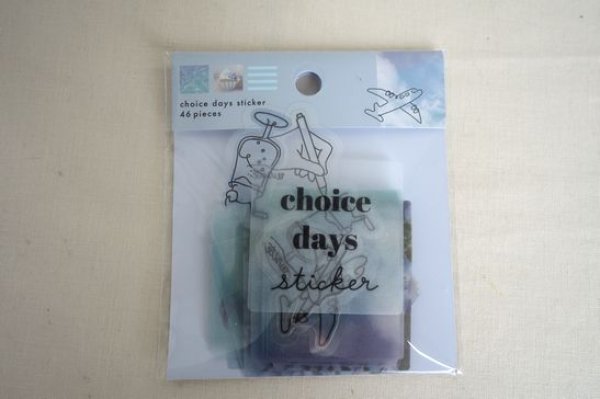 choice days sticker
46 pieces
choice
days
sticker